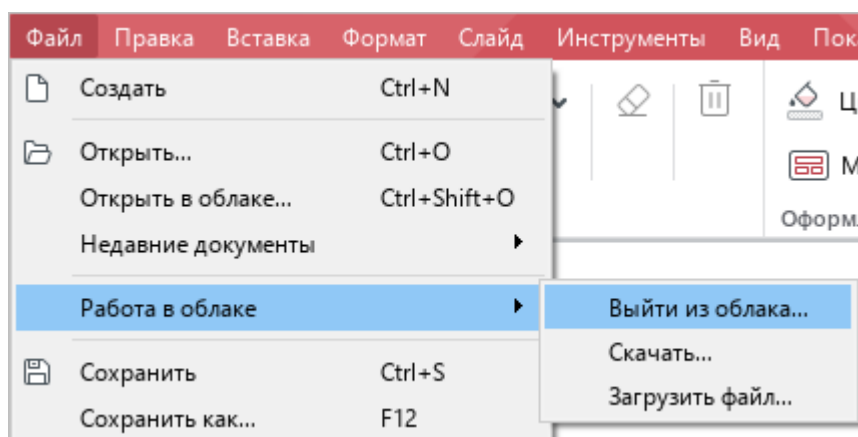 Файл Правка Вставка Формат Слайд Инструменты Вид
Создать Ctrl+N
Открыть... Ctrl+O
Открыть в облаке... Ctrl+Shift+O
Недавние документы
Работа в облаке
Выйти из облака...
Скачать...
Загрузить файл...
Сохранить Ctrl+S
Сохранить как... F12